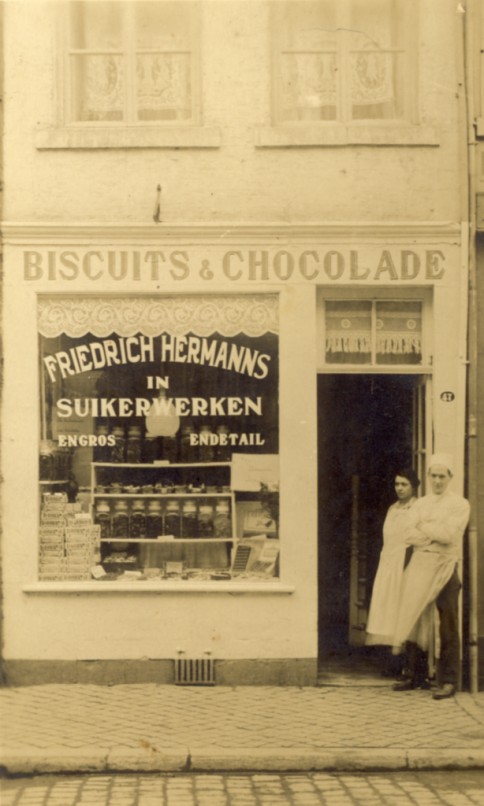 BISCUITS & CHOCOLADE
FRIEDRICH HERMANNS
IN
SUIKERWERKEN
ENGROS ENDETAIL